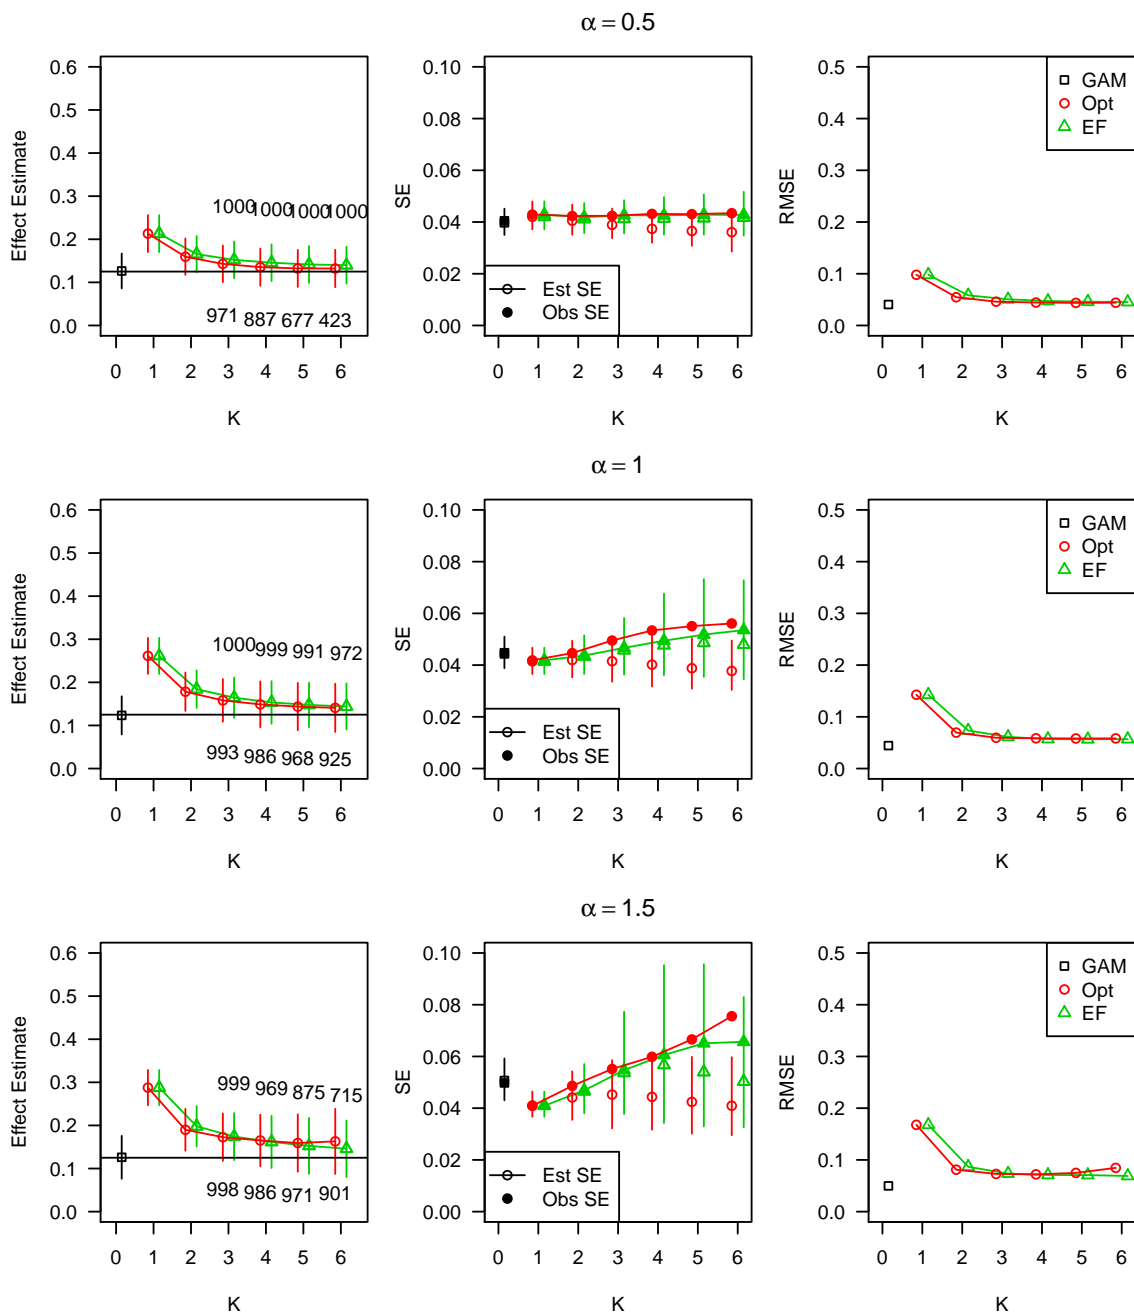 α = 0.5
Effect Estimate
0.6
0.5
0.4
0.3
0.2
0.1
0.0
1000 1000 1000 1000
971 887 677 423
0 1 2 3 4 5 6
K
SE
0.10
0.08
0.06
0.04
0.02
0.00
Est SE
Obs SE
0 1 2 3 4 5 6
K
RMSE
0.5
0.4
0.3
0.2
0.1
0.0
GAM
Opt
EF
0 1 2 3 4 5 6
K
α = 1
Effect Estimate
0.6
0.5
0.4
0.3
0.2
0.1
0.0
1000 999 991 972
993 986 968 925
0 1 2 3 4 5 6
K
SE
0.10
0.08
0.06
0.04
0.02
0.00
Est SE
Obs SE
0 1 2 3 4 5 6
K
RMSE
0.5
0.4
0.3
0.2
0.1
0.0
GAM
Opt
EF
0 1 2 3 4 5 6
K
α = 1.5
Effect Estimate
0.6
0.5
0.4
0.3
0.2
0.1
0.0
999 969 875 715
998 986 971 901
0 1 2 3 4 5 6
K
SE
0.10
0.08
0.06
0.04
0.02
0.00
Est SE
Obs SE
0 1 2 3 4 5 6
K
RMSE
0.5
0.4
0.3
0.2
0.1
0.0
GAM
Opt
EF
0 1 2 3 4 5 6
K